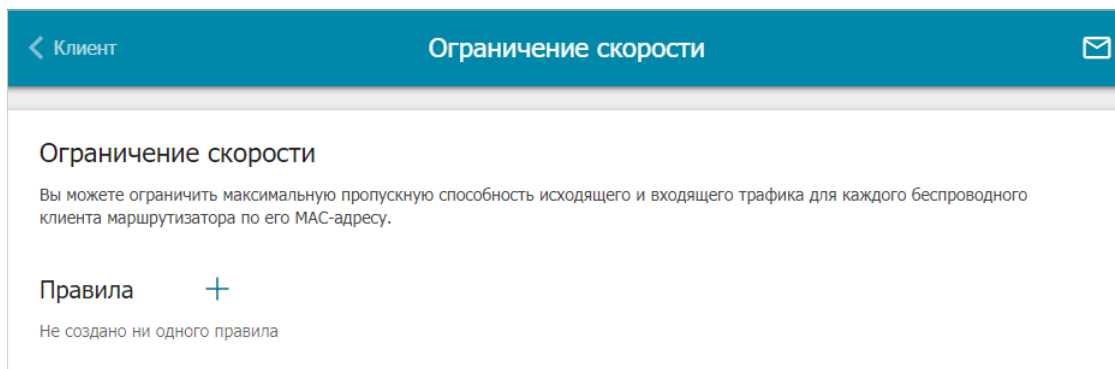 Клиент
Ограничение скорости
Ограничение скорости
Вы можете ограничить максимальную пропускную способность исходящего и входящего трафика для каждого беспроводного
клиента маршрутизатора по его MAC-адресу.
Правила
Не создано ни одного правила